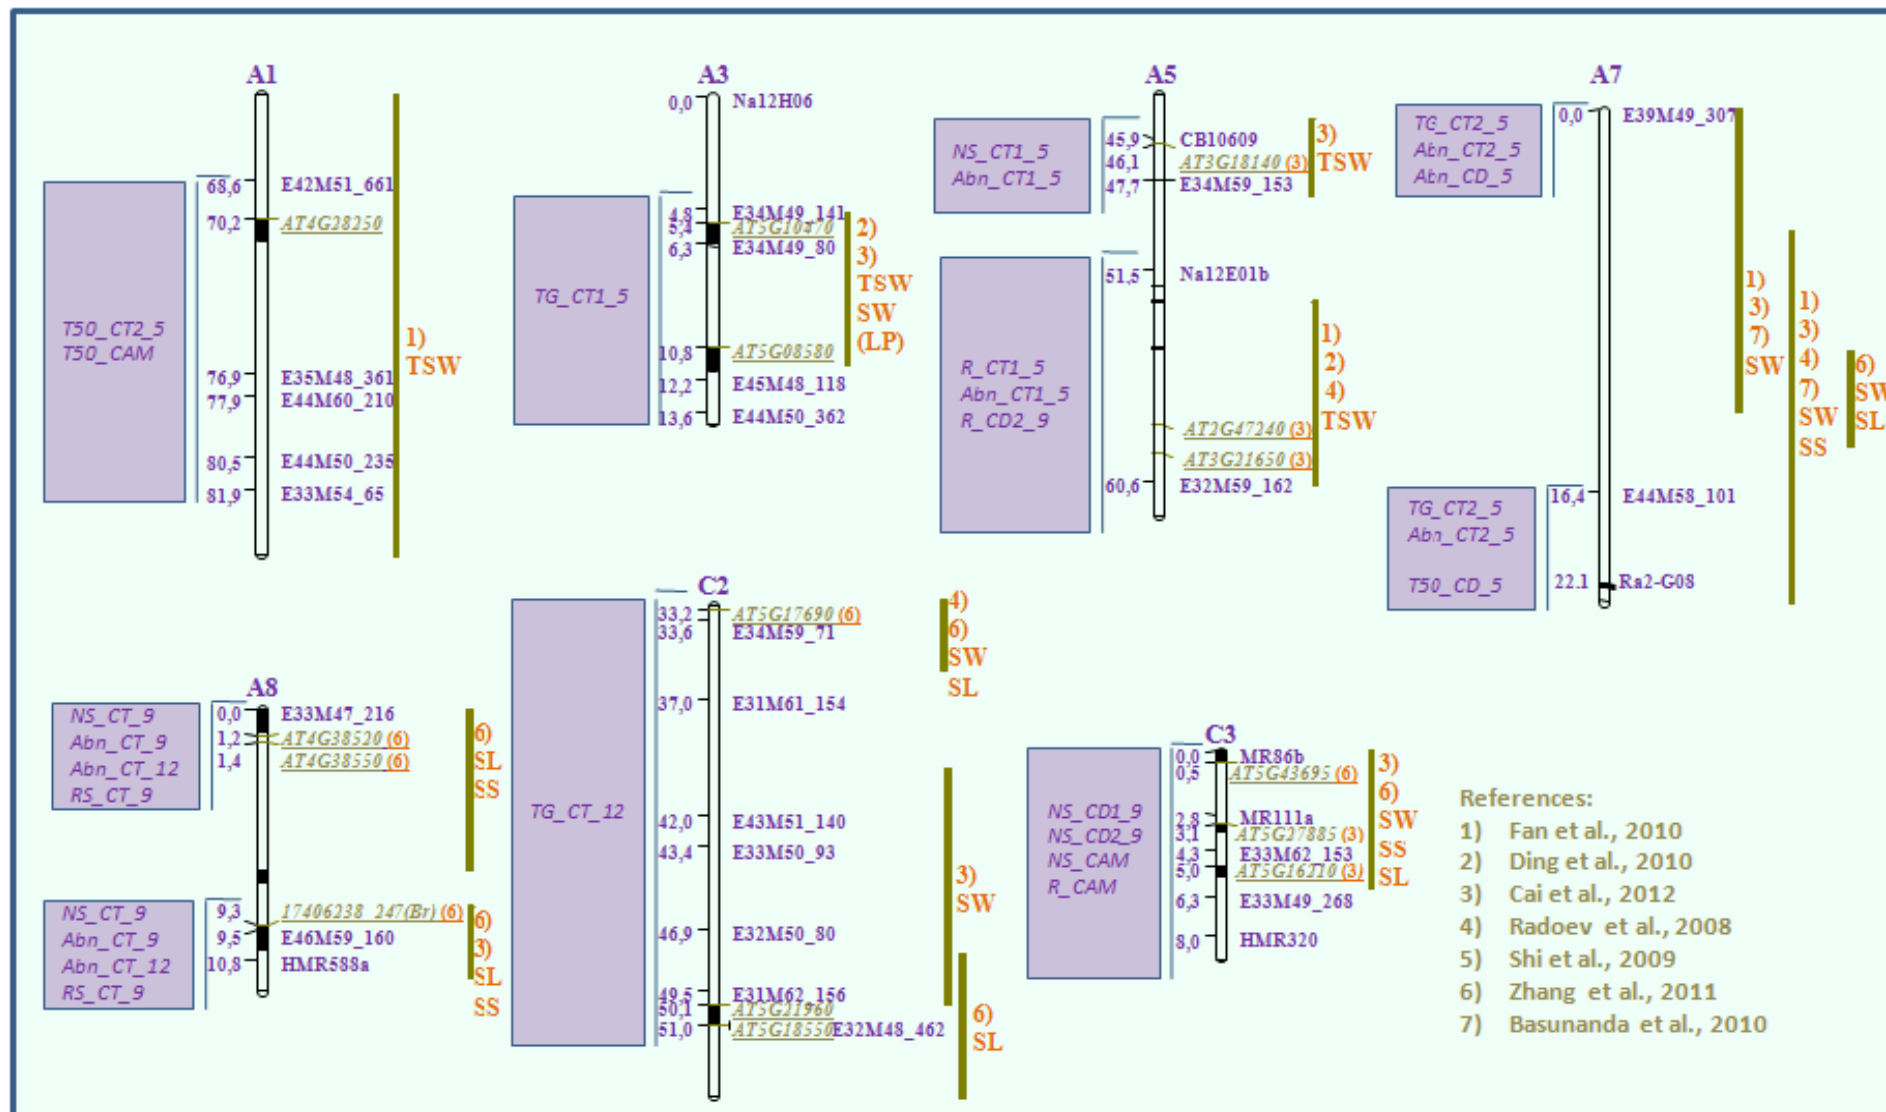 A1
68,6 E42M51_661
70,2 AT4G28250
T50_CT2_5
T50_CAM
76,9 E35M48_361
77,9 E44M60_210
80,5 E44M50_235
81,9 E33M54_65
1)
TSW
A3
0,0 Na12H06
4,8 E34M49_141
5,4 AT5G10470
6,3 E34M49_80
TG_CT1_5
10,8 AT5G08580
12,2 E45M48_118
13,6 E44M50_362
2)
3)
TSW
SW
(LP)
A5
NS_CT1_5
Abn_CT1_5
45,9 CB10609
46,1 AT3G18140 (3)
47,7 E34M59_153
3)
TSW
51,5 Na12E01b
R_CT1_5
Abn_CT1_5
R_CD2_9
AT2G47240 (3)
AT3G21650 (3)
60,6 E32M59_162
1)
2)
4)
TSW
A7
TG_CT2_5
Abn_CT2_5
Abn_CD_5
0,0 E39M49_307
1)
3)
7)
SW
1)
3)
4)
7)
SW
SS
6)
SW
SL
16,4 E44M58_101
TG_CT2_5
Abn_CT2_5
T50_CD_5
22.1 Ra2-G08
A8
NS_CT_9
Abn_CT_9
Abn_CT_12
RS_CT_9
0,0 E33M47_216
1,2 AT4G38520 (6)
1,4 AT4G38550 (6)
6)
SL
SS
NS_CT_9
Abn_CT_9
Abn_CT_12
RS_CT_9
9,3 17406238_247(Br) (6)
9,5 E46M59_160
10,8 HMR588a
6)
3)
SL
SS
C2
33,2 AT5G17690 (6)
33,6 E34M59_71
37,0 E31M61_154
TG_CT_12
42,0 E43M51_140
43,4 E33M50_93
46,9 E32M50_80
49,5 E31M62_156
50,1 AT5G21960
51,0 AT5G18550 E32M48_462
4)
6)
SW
SL
3)
SW
6)
SL
C3
0,0 MR86b
0,5 AT5G43695 (6)
2,8 MR111a
3,1 AT5G27885 (3)
4,3 E33M62_153
5,0 AT5G16210 (3)
6,3 E33M49_268
8,0 HMR320
NS_CD1_9
NS_CD2_9
NS_CAM
R_CAM
3)
6)
SW
SS
SL
References:
1) Fan et al., 2010
2) Ding et al., 2010
3) Cai et al., 2012
4) Radoev et al., 2008
5) Shi et al., 2009
6) Zhang et al., 2011
7) Basunanda et al., 2010